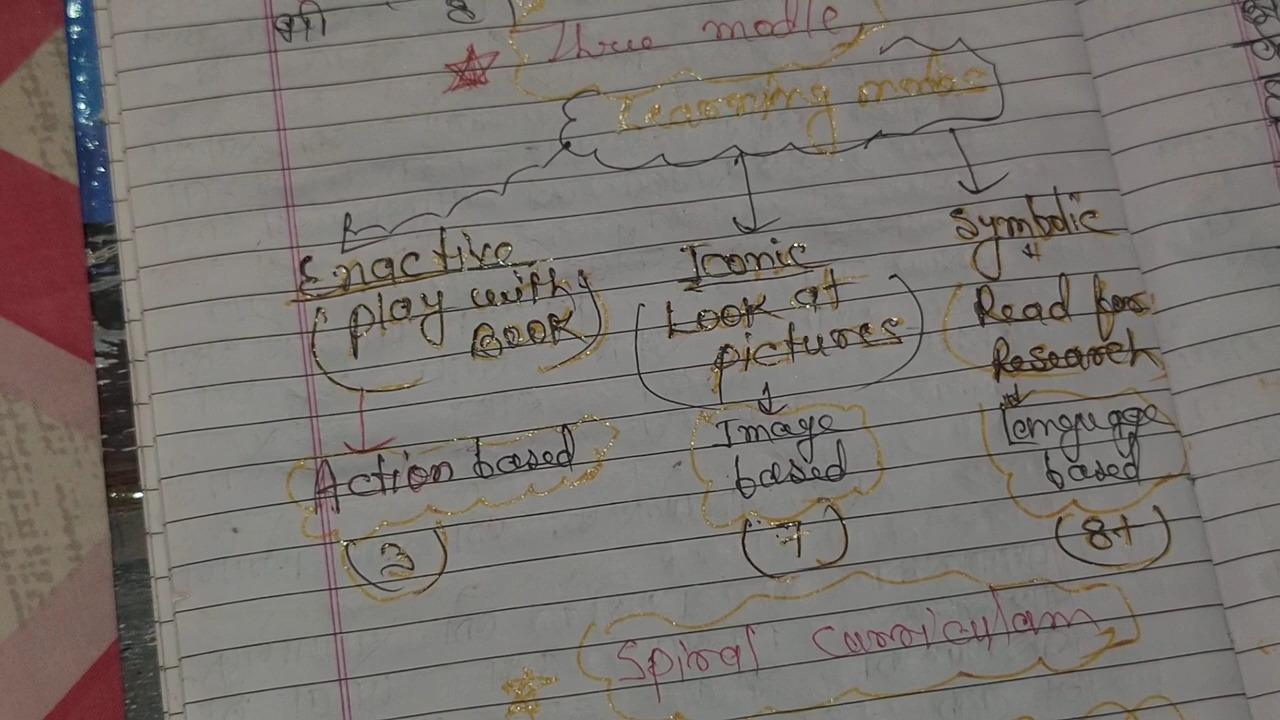 Three modle
Learning modes
Enactive
(play with
Book)
Action based
(3)
Iconic
(Look at
pictures)
Image
based
(7)
Symbolic
(Read for
Research
Language
based
(8+)
Spiral Curriculam